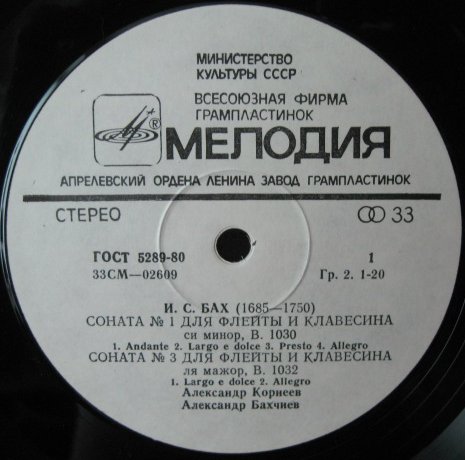 МИНИСТЕРСТВО
КУЛЬТУРЫ СССР
ВСЕСОЮЗНАЯ ФИРМА
ГРАМПЛАСТИНОК
® МЕЛОДИЯ
АПРЕЛЕВСКИЙ ОРДЕНА ЛЕНИНА ЗАВОД ГРАМПЛАСТИНОК
СТЕРЕО 33
ГОСТ 5289-80 1
33СМ—02609 Гр. 2. 1-20
И. С. БАХ (1685—1750)
СОНАТА № 1 ДЛЯ ФЛЕЙТЫ И КЛАВЕСИНА
си минор, В. 1030
1. Andante 2. Largo e dolce 3. Presto 4. Allegro
СОНАТА № 3 ДЛЯ ФЛЕЙТЫ И КЛАВЕСИНА
ля мажор, В. 1032
1. Largo e dolce 2. Allegro
Александр Корнеев
Александр Бахчиев